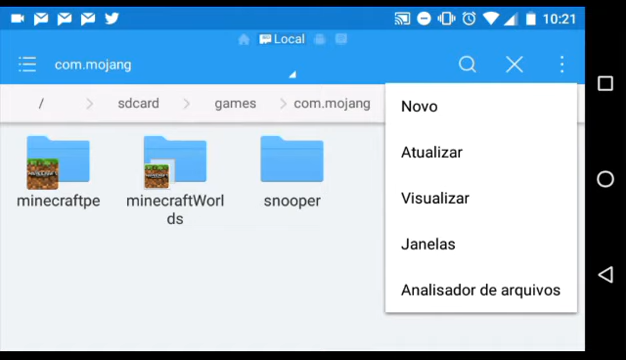 10:21
Local
com.mojang
/ sdcard games com.mojang
Novo
Atualizar
Visualizar
Janelas
Analisador de arquivos
minecraftpe
minecraftWorl
ds
snooper